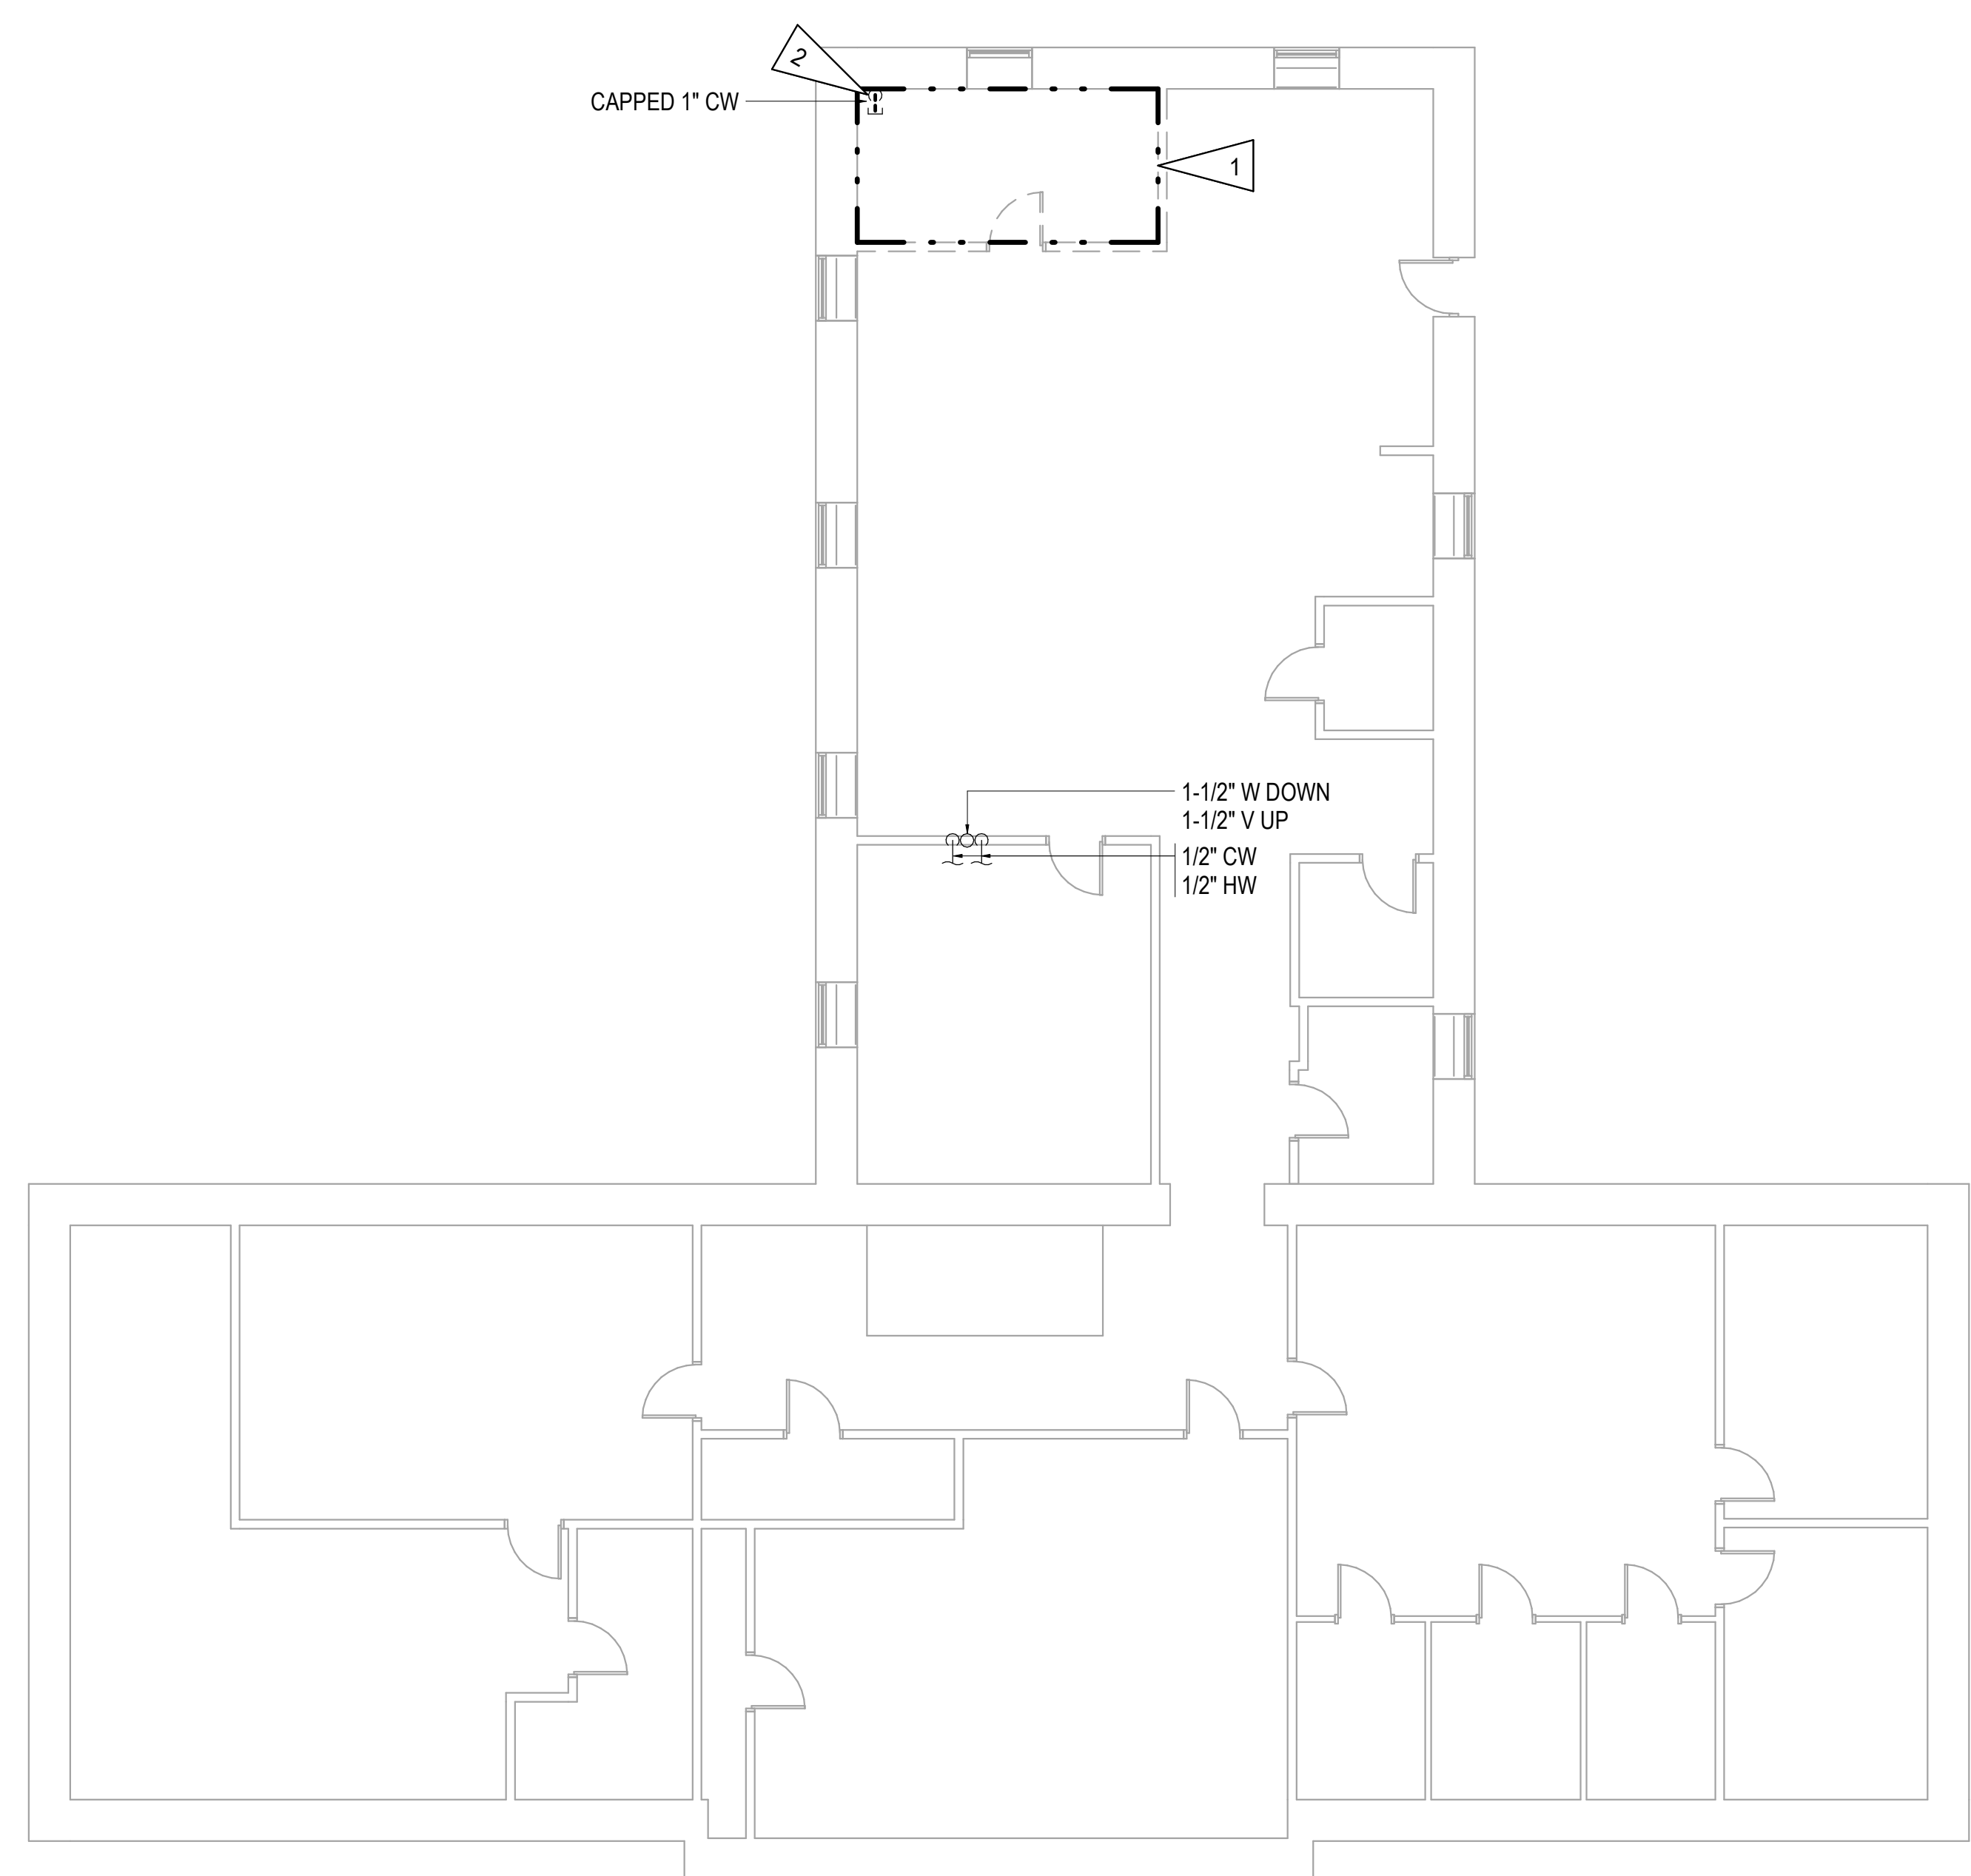 2
CAPPED 1" CW
1
1-1/2" W DOWN
1-1/2" V UP
1/2" CW
1/2" HW